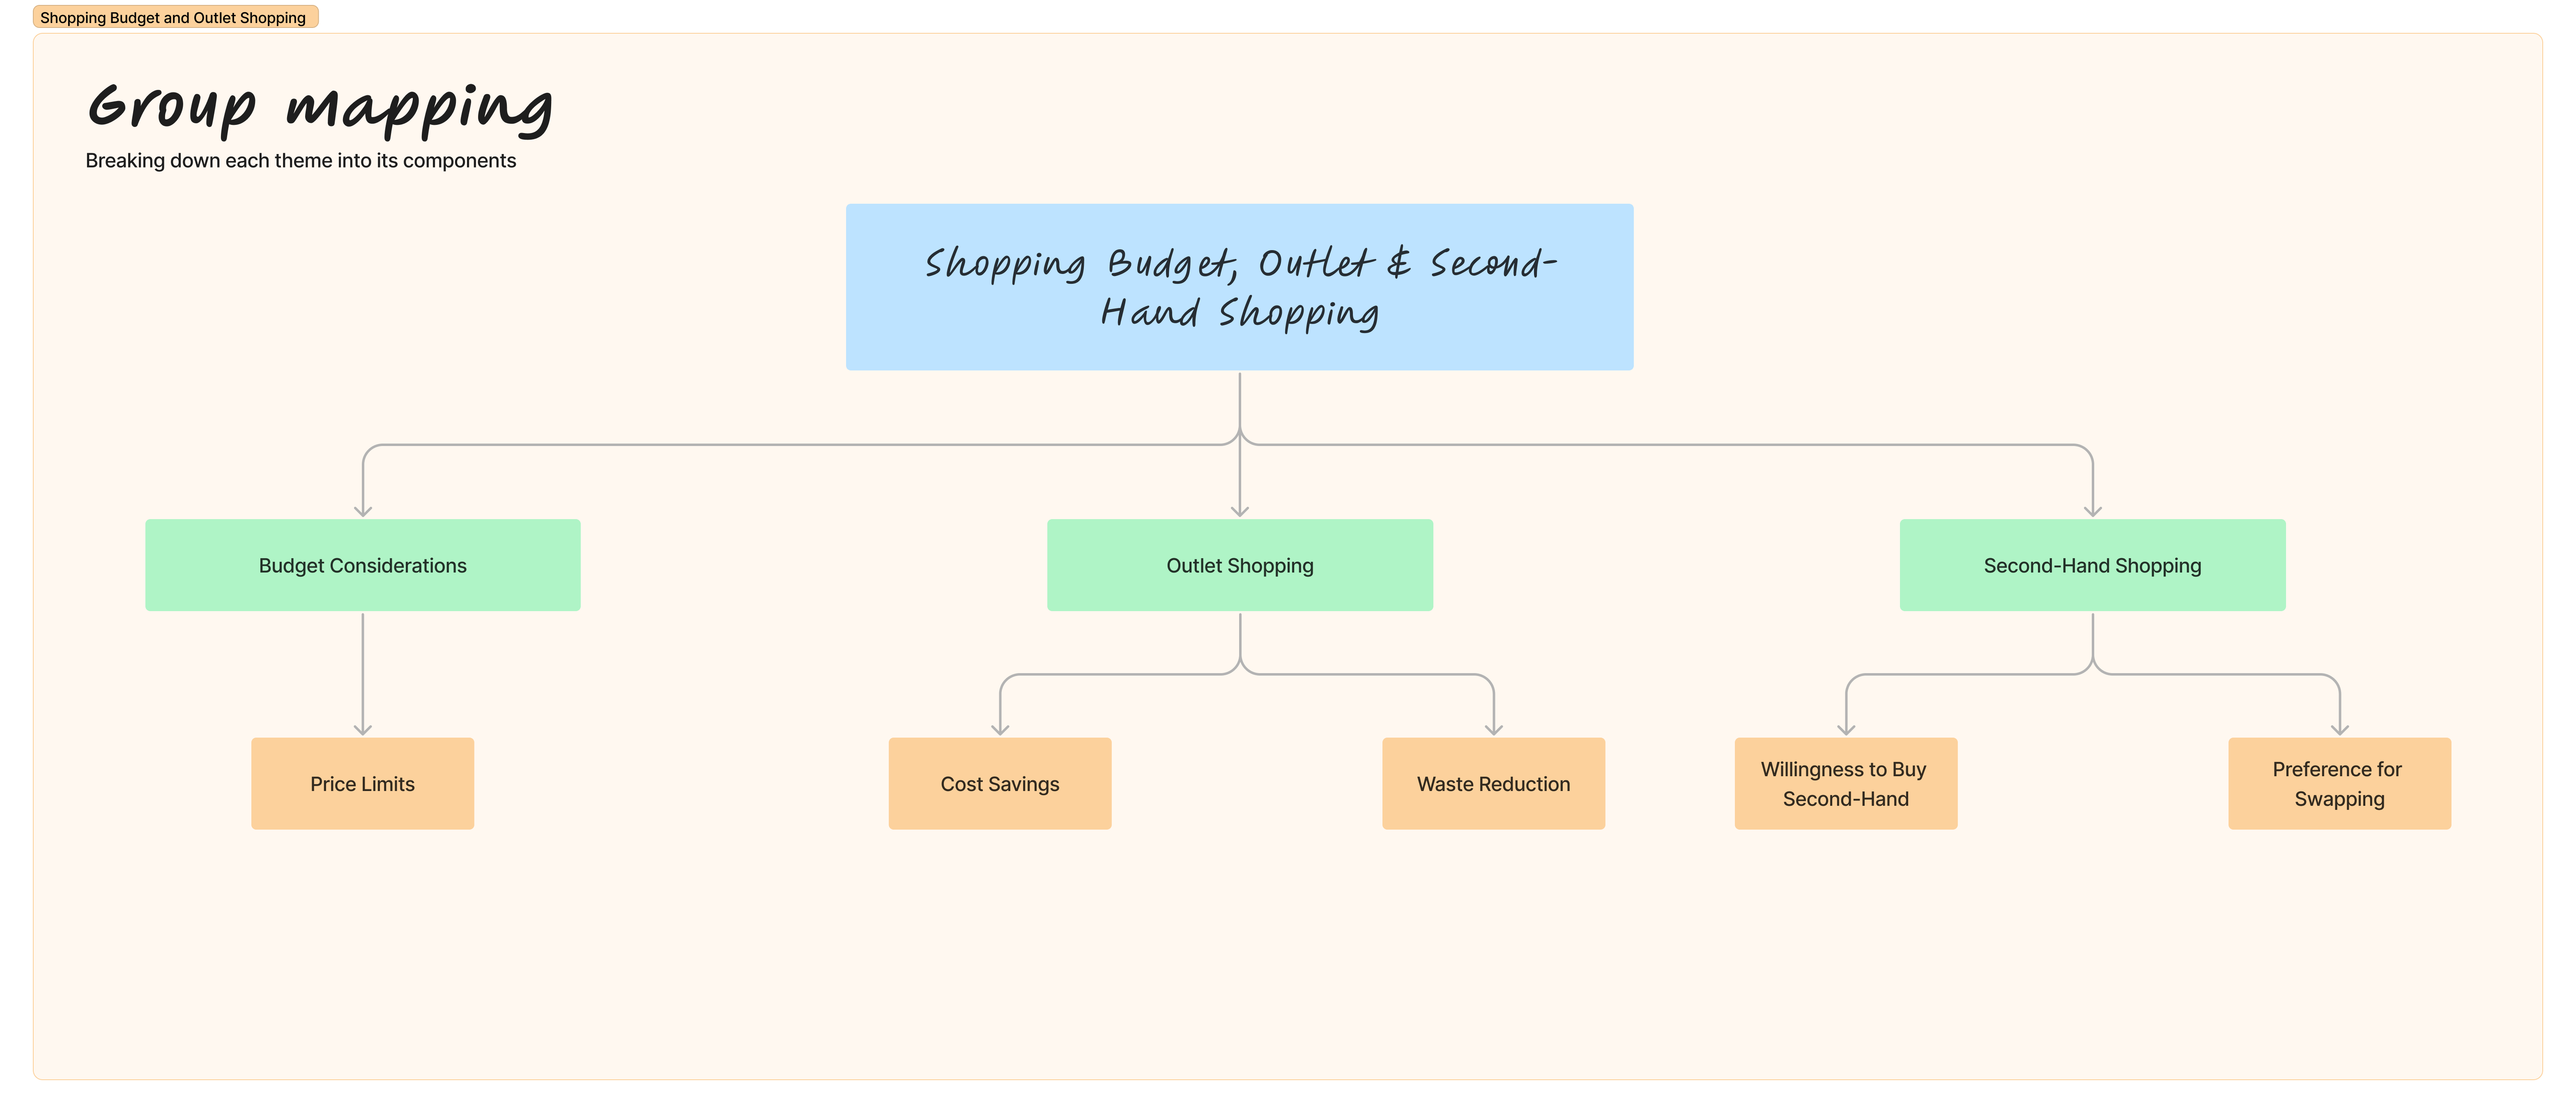 Shopping Budget and Outlet Shopping
Group mapping
Breaking down each theme into its components
Shopping Budget, Outlet & Second-
Hand Shopping
Budget Considerations
Outlet Shopping
Second-Hand Shopping
Price Limits
Cost Savings
Waste Reduction
Willingness to Buy
Second-Hand
Preference for
Swapping